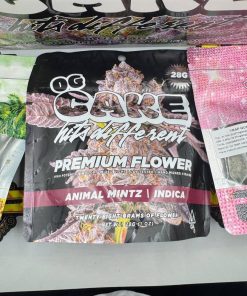 28G
OG
CAKE
hits different
PREMIUM FLOWER
ANIMAL MINTZ | INDICA
TWENTY-EIGHT GRAMS OF FLOWER